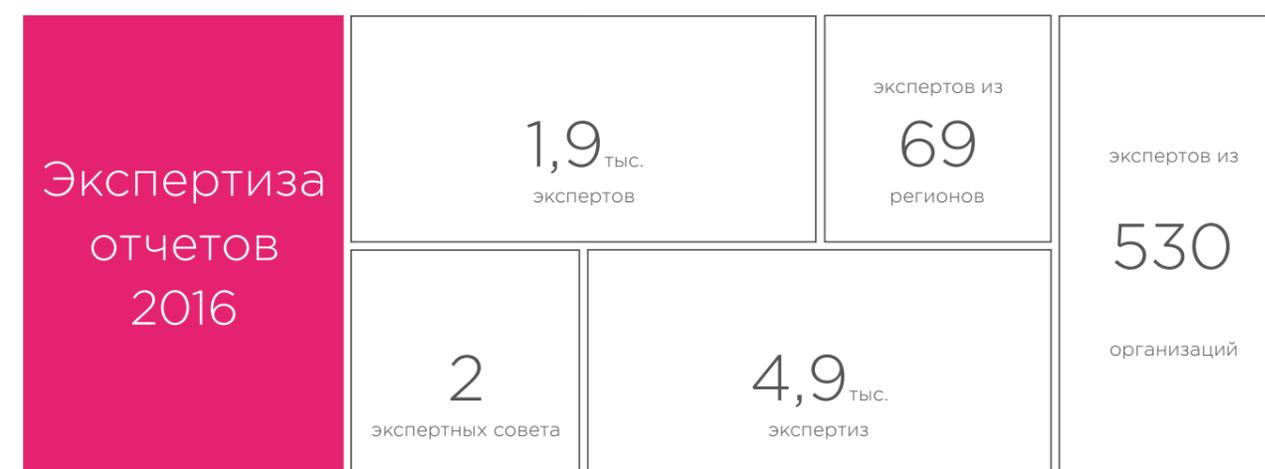 Экспертиза
отчетов
2016
1,9 тыс.
экспертов
экспертов из
69
регионов
экспертов из
530
организаций
2
экспертных совета
4,9 тыс.
экспертиз